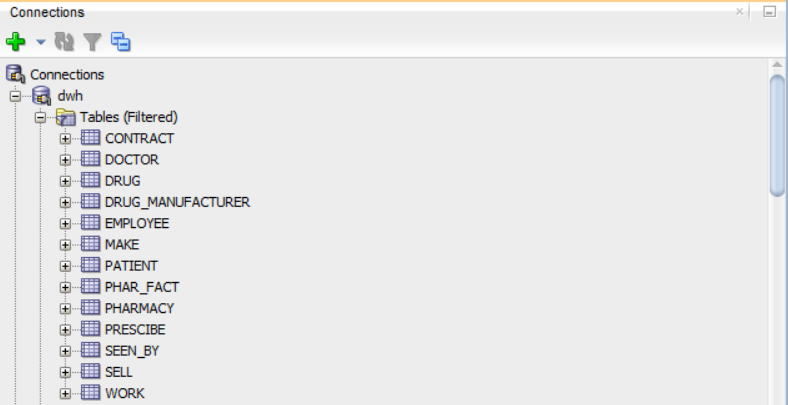 Connections
Connections
dwh
Tables (Filtered)
CONTRACT
DOCTOR
DRUG
DRUG_MANUFACTURER
EMPLOYEE
MAKE
PATIENT
PHAR_FACT
PHARMACY
PRESCIBE
SEEN_BY
SELL
WORK